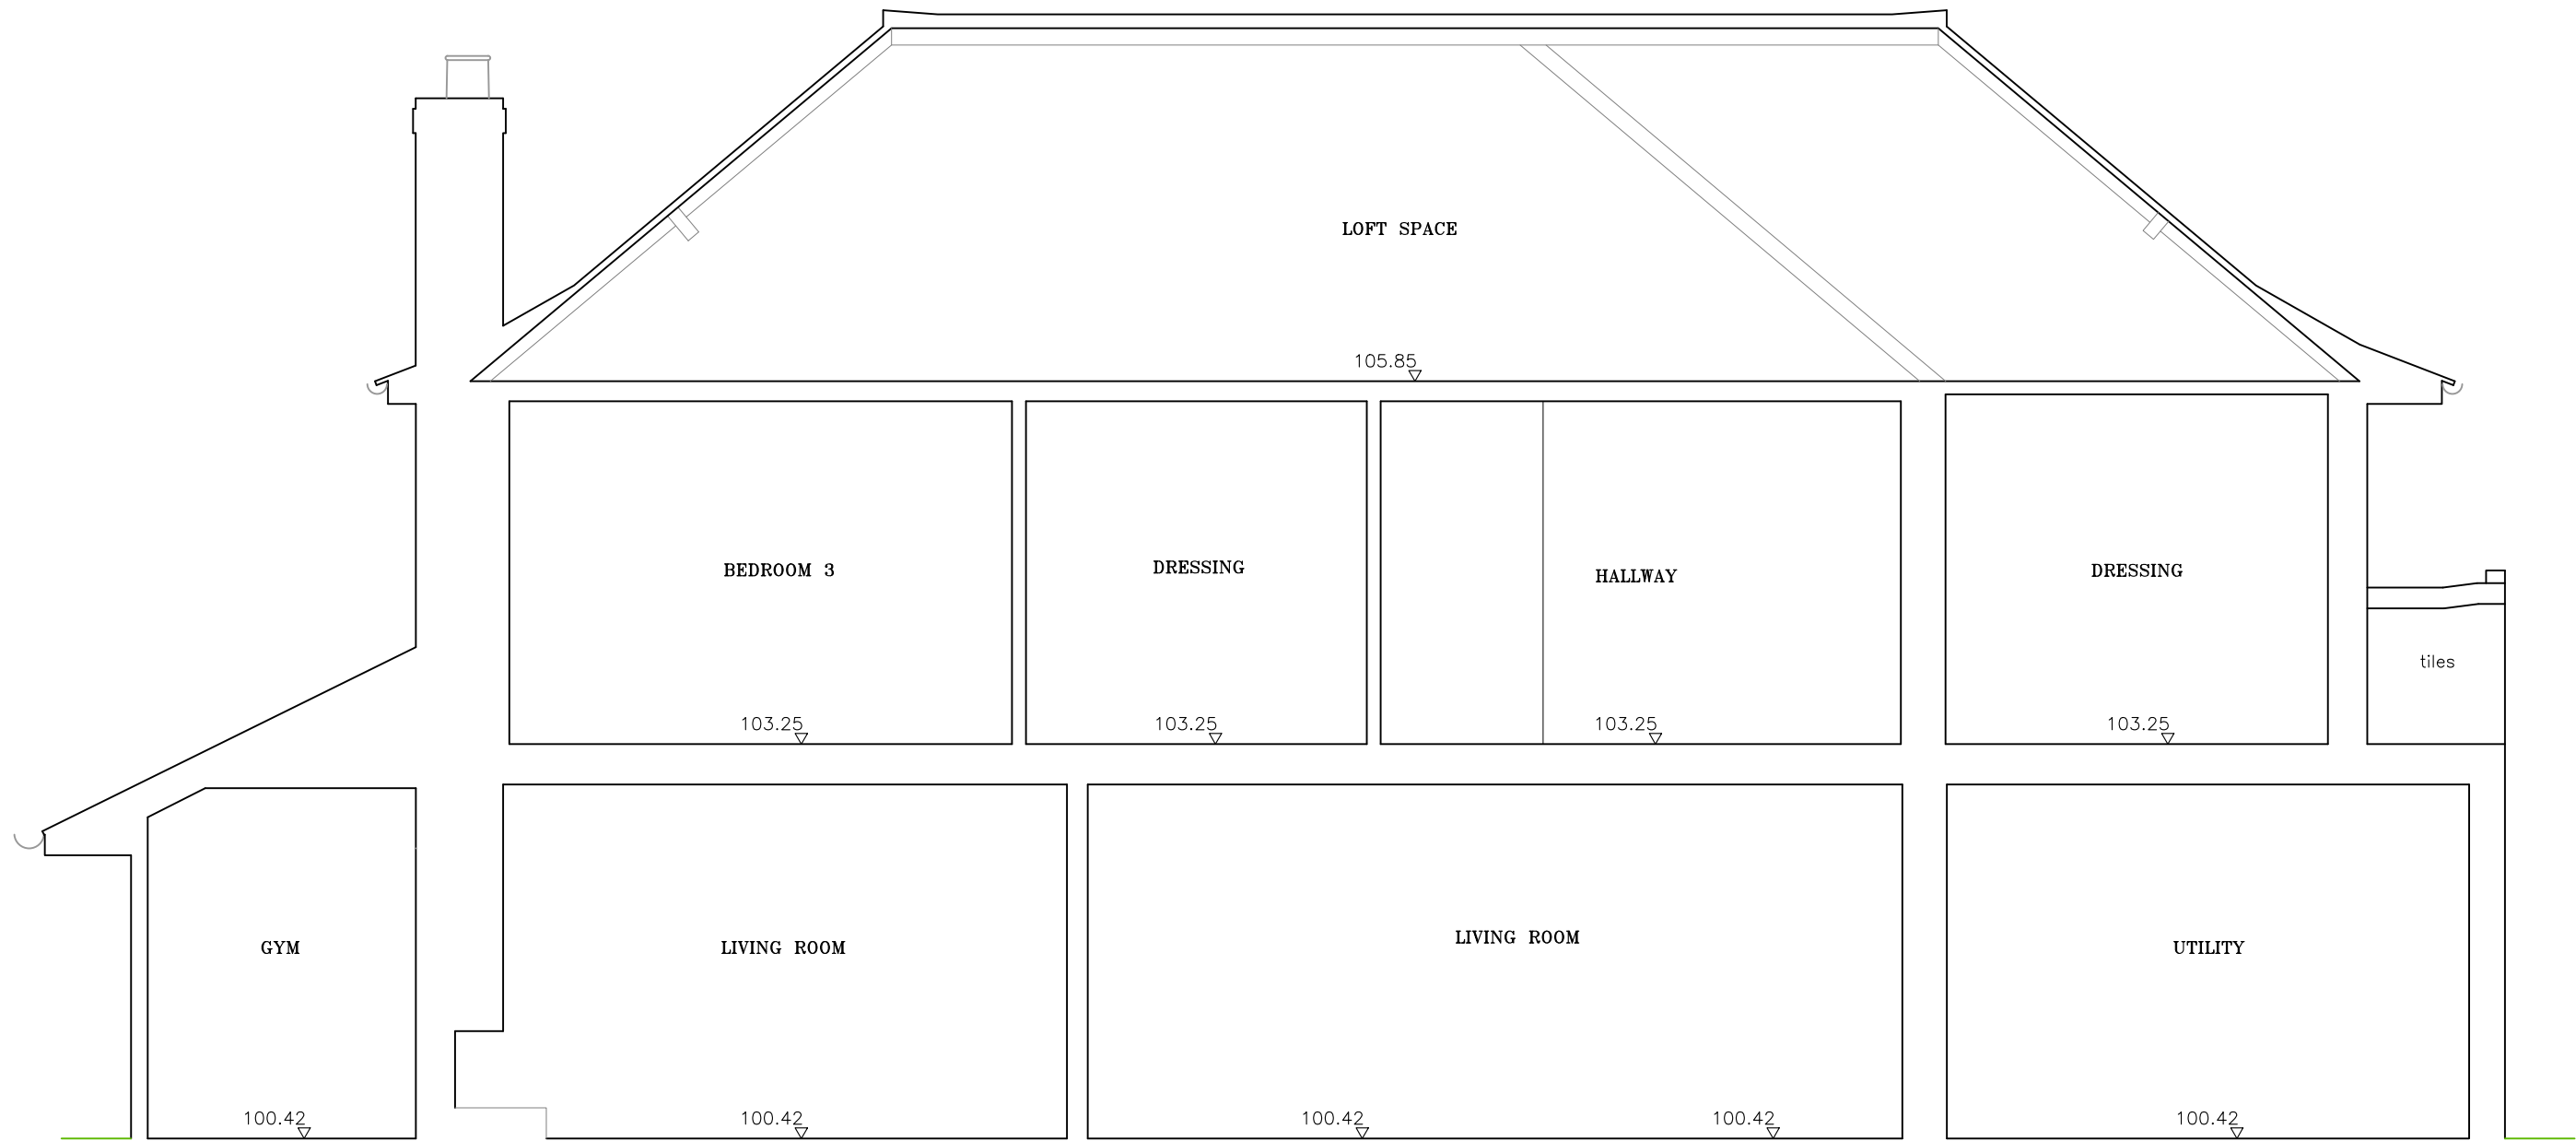 LOFT SPACE
105.85
BEDROOM 3
DRESSING
HALLWAY
DRESSING
tiles
103.25
103.25
103.25
103.25
GYM
LIVING ROOM
LIVING ROOM
UTILITY
100.42
100.42
100.42
100.42
100.42